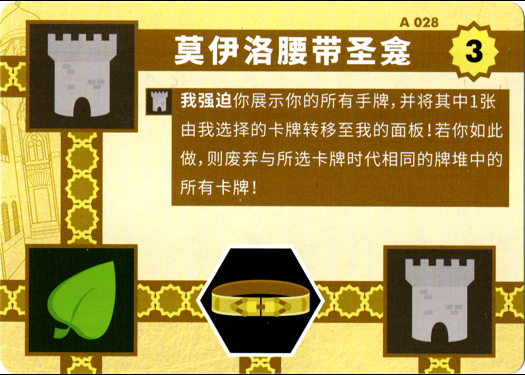 A 028
莫伊洛腰带圣龛
3
我强迫你展示你的所有手牌,并将其中1张
由我选择的卡牌转移至我的面板!若你如此
做,则废弃与所选卡牌时代相同的牌堆中的
所有卡牌!